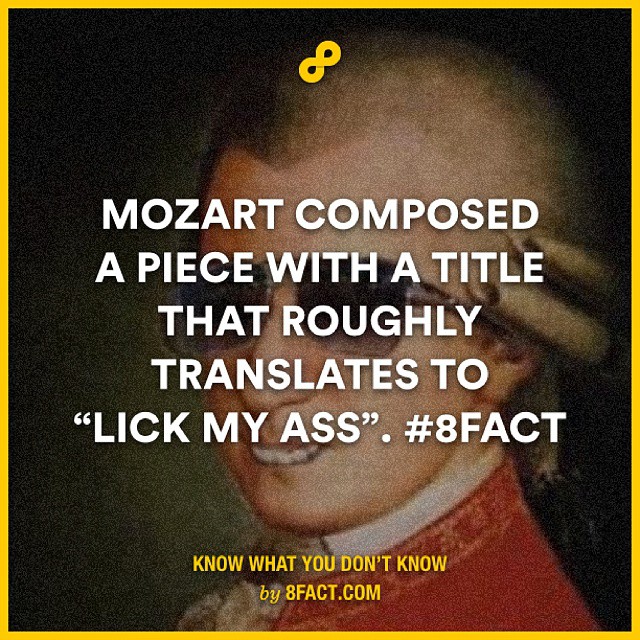 MOZART COMPOSED
A PIECE WITH A TITLE
THAT ROUGHLY
TRANSLATES TO
“LICK MY ASS”. #8FACT
KNOW WHAT YOU DON’T KNOW
by 8FACT.COM